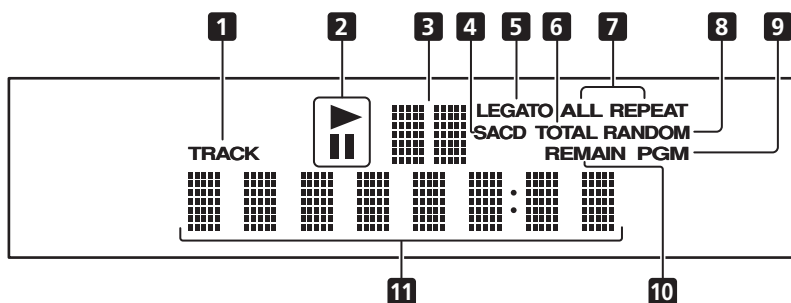 1 2 3 4 5 6 7 8 9
LEGATO ALL REPEAT
SACD TOTAL RANDOM
TRACK REMAIN PGM
11 10